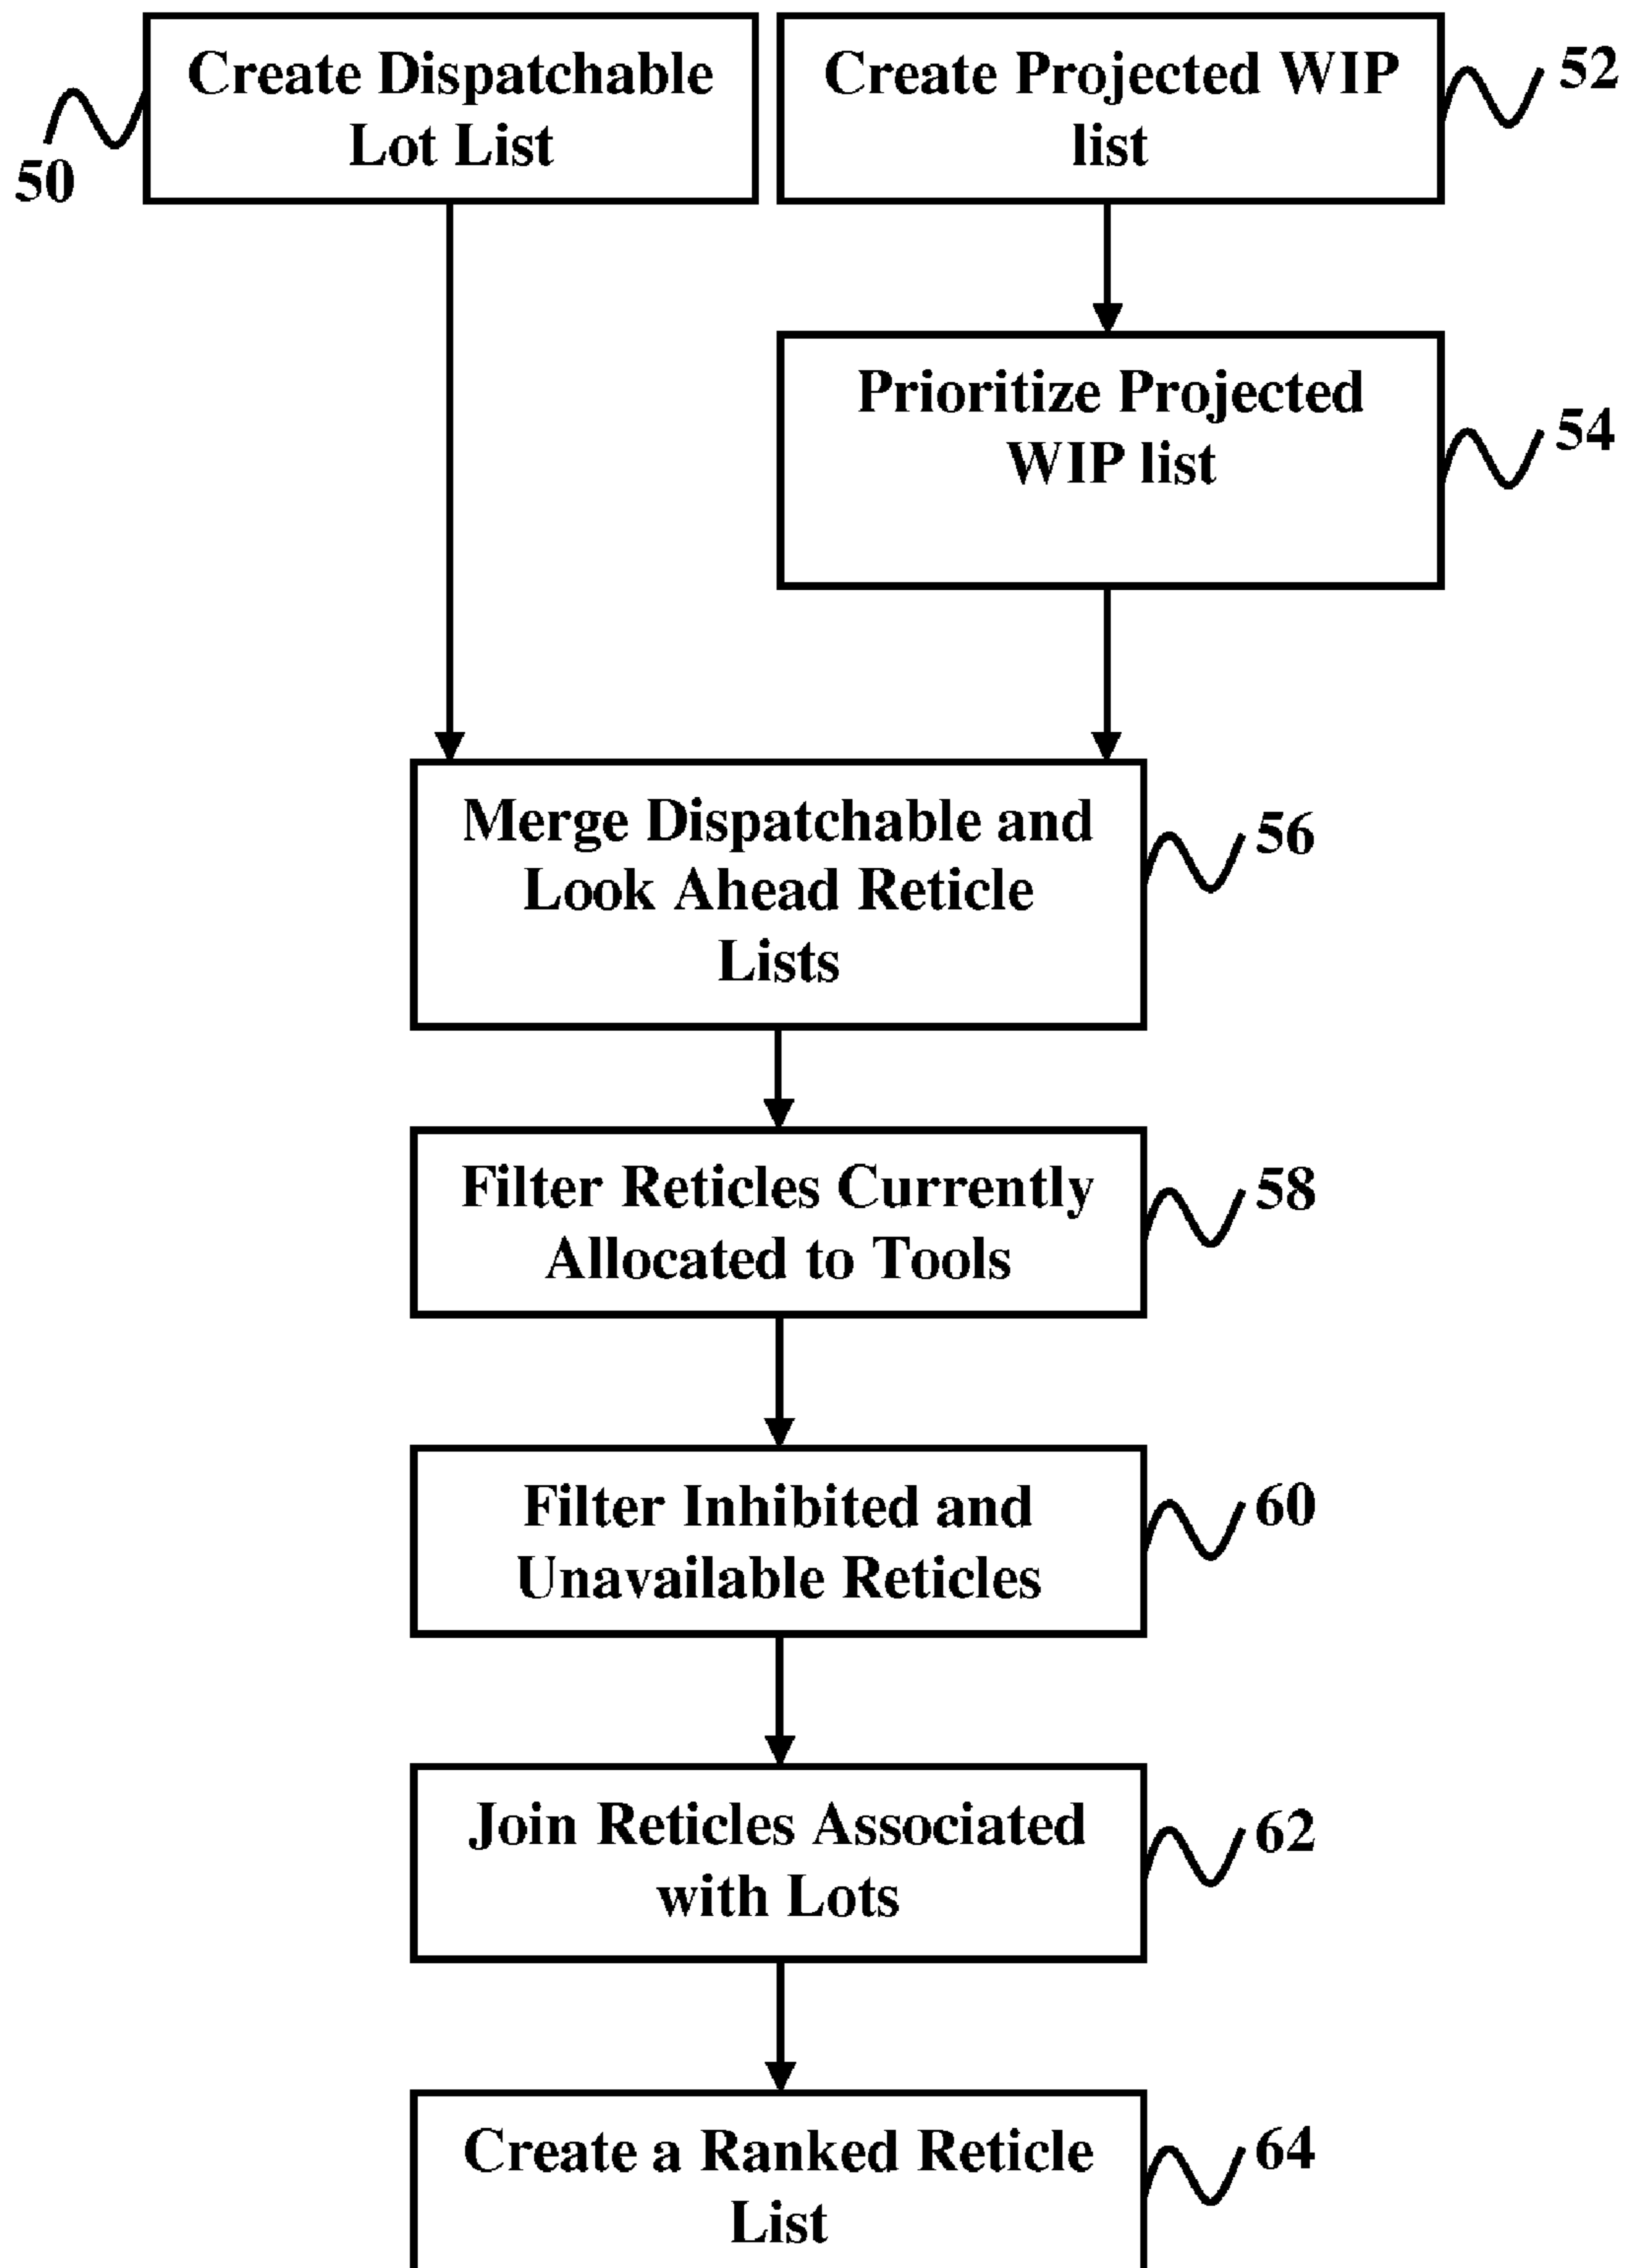 Create Dispatchable
Lot List
50
Create Projected WIP
list
52
Prioritize Projected
WIP list
54
Merge Dispatchable and
Look Ahead Reticle
Lists
56
Filter Reticles Currently
Allocated to Tools
58
Filter Inhibited and
Unavailable Reticles
60
Join Reticles Associated
with Lots
62
Create a Ranked Reticle
List
64